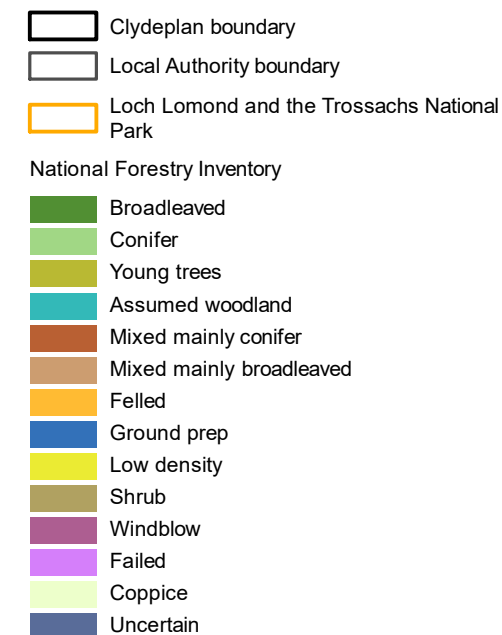 Clydeplan boundary
Local Authority boundary
Loch Lomond and the Trossachs National
Park
National Forestry Inventory
Broadleaved
Conifer
Young trees
Assumed woodland
Mixed mainly conifer
Mixed mainly broadleaved
Felled
Ground prep
Low density
Shrub
Windblow
Failed
Coppice
Uncertain